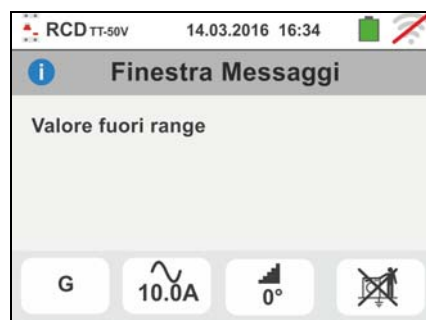 RCD TT-50V 14.03.2016 16:34
i Finestra Messaggi
Valore fuori range
G 10.0A 0°